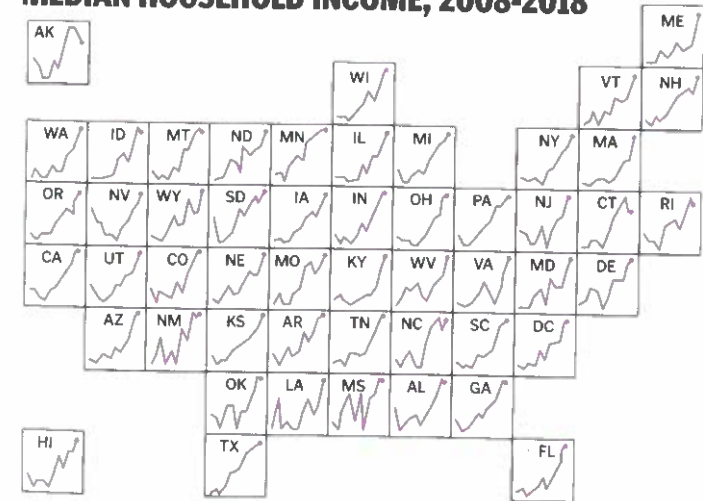 MEDIAN HOUSEHOLD INCOME, 2008-2018
AK
ME
WI
VT
NH
WA
ID
MT
ND
MN
IL
MI
NY
MA
OR
NV
WY
SD
IA
IN
OH
PA
NJ
CT
RI
CA
UT
CO
NE
MO
KY
WV
VA
MD
DE
AZ
NM
KS
AR
TN
NC
SC
DC
OK
LA
MS
AL
GA
HI
TX
FL